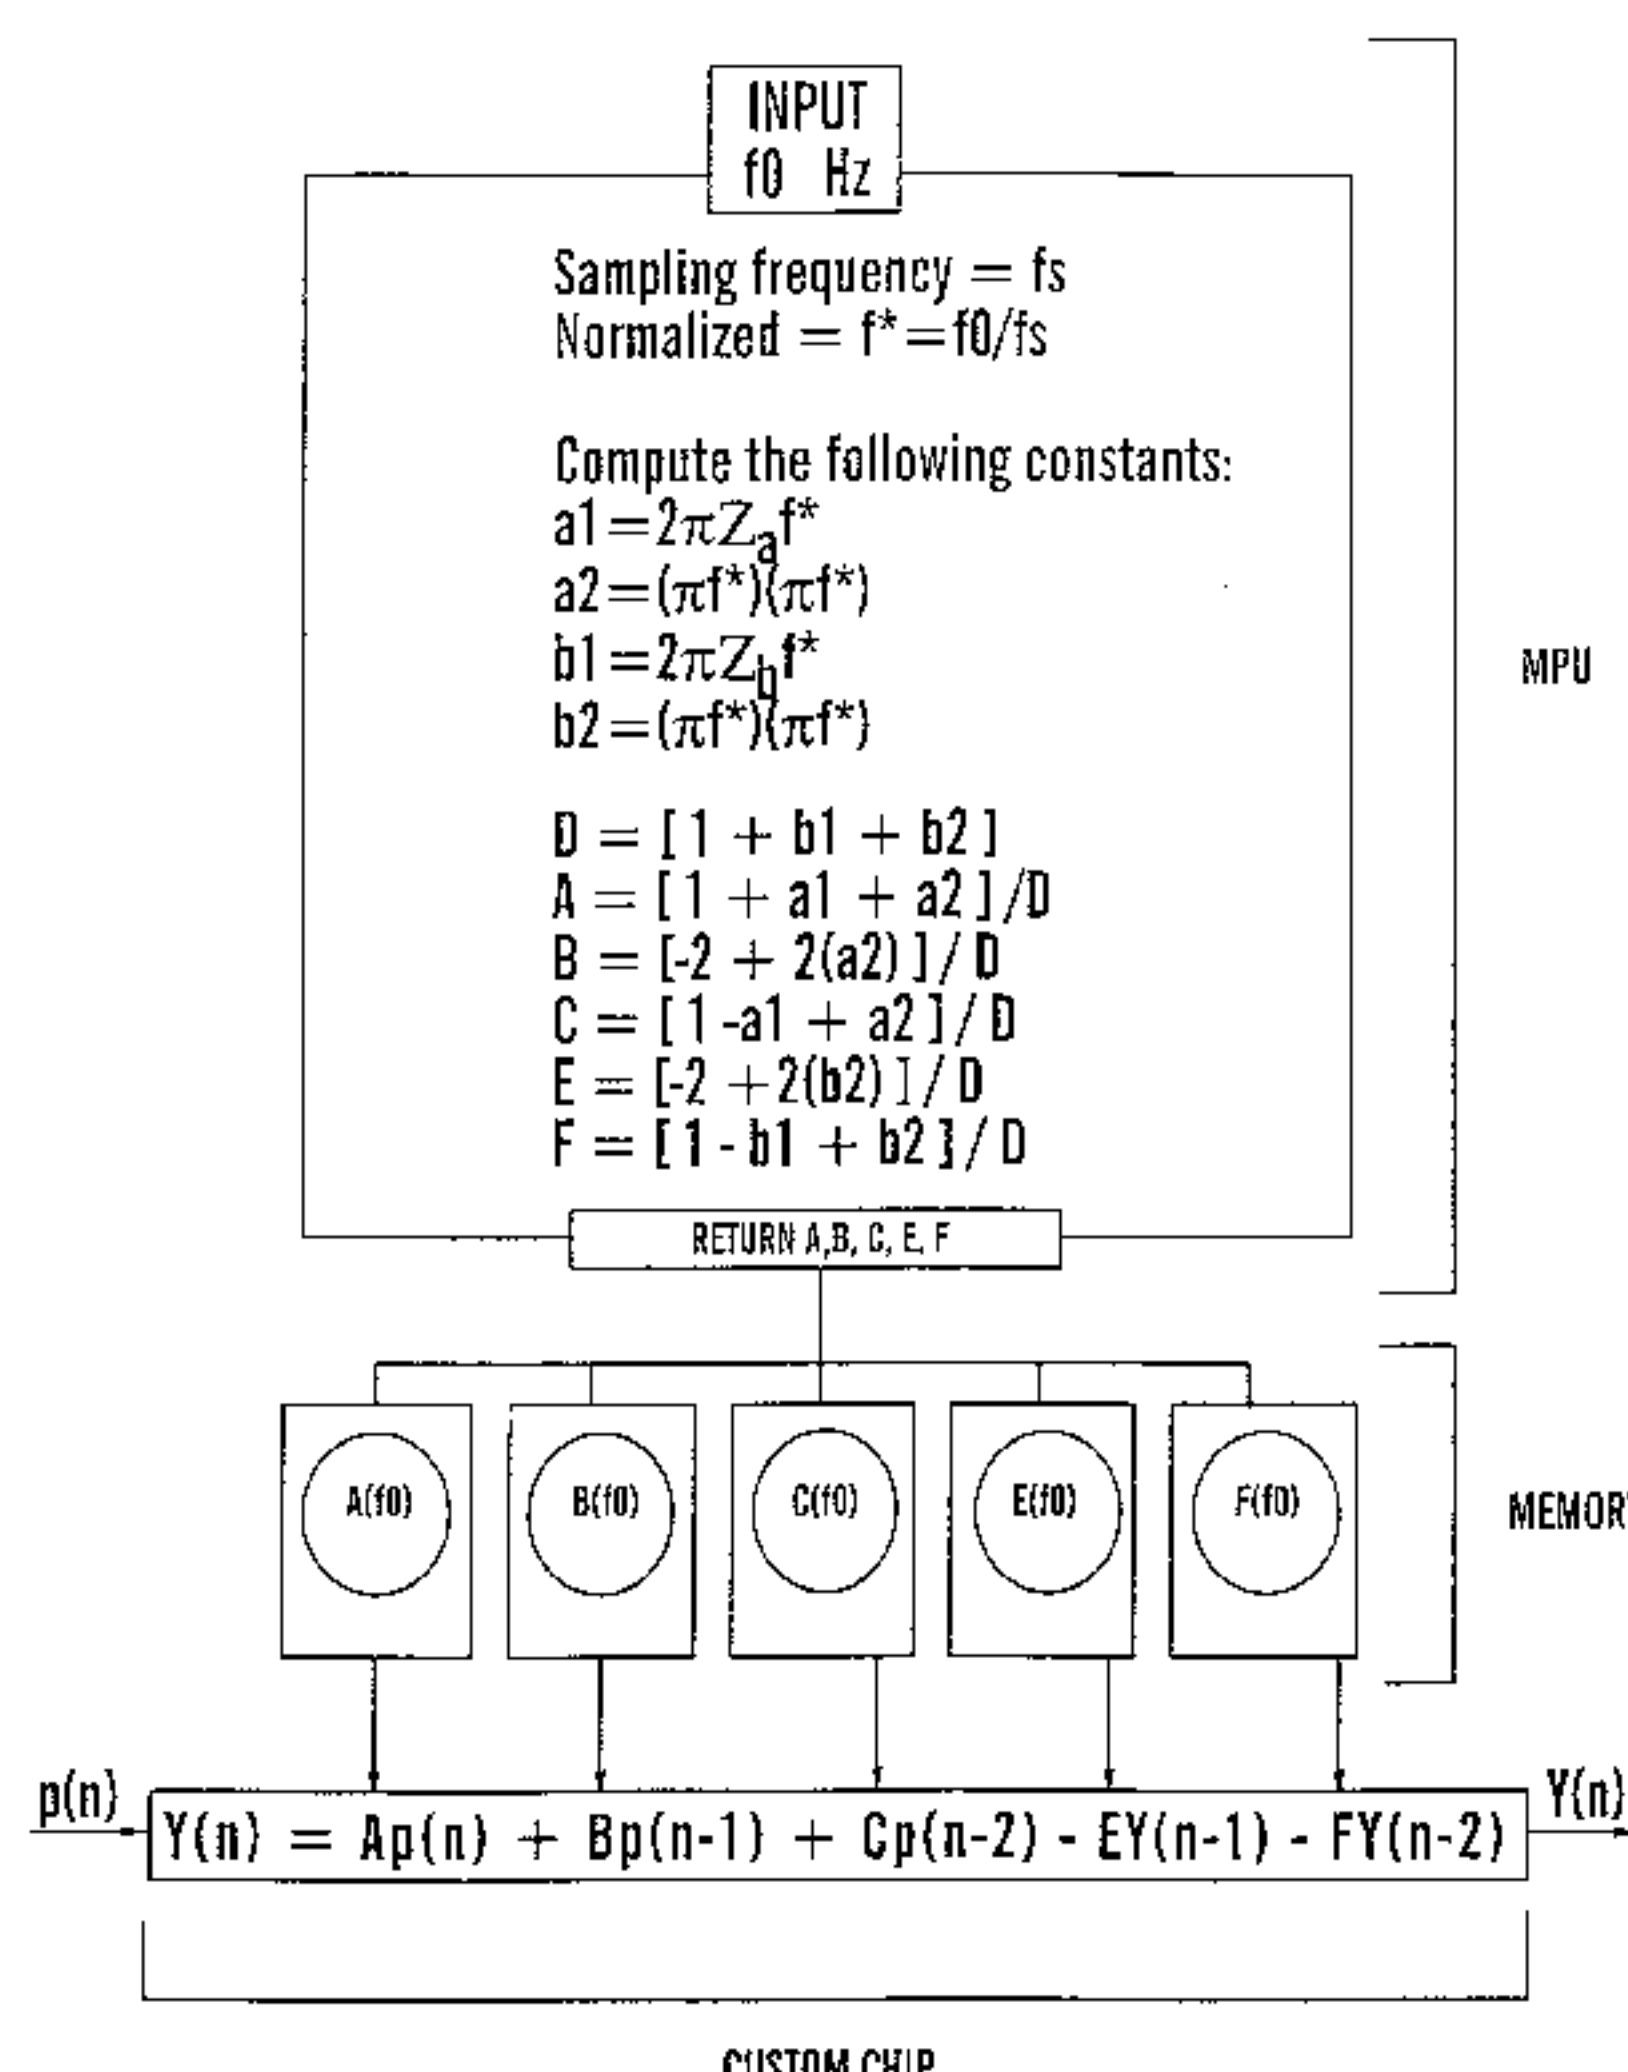 INPUT
f0 Hz
Sampling frequency = fs
Normalized = f*=f0/fs
Compute the following constants:
a1=2πZaf*
a2=(πf*)(πf*)
b1=2πZbf*
b2=(πf*)(πf*)
MPU
D = [1 + b1 + b2]
A = [1 + a1 + a2]/D
B = [-2 + 2(a2)]/D
C = [1-a1 + a2]/D
E = [-2 +2(b2)]/D
F = [1- b1 + b2]/D
RETURN A,B, C, E, F
A(f0) B(f0) C(f0) E(f0) F(f0)
MEMOR
p(n)
Y(n)
Y(n) = Ap(n) + Bp(n-1) + Cp(n-2) - EY(n-1) - FY(n-2)
CUSTOM CHIP